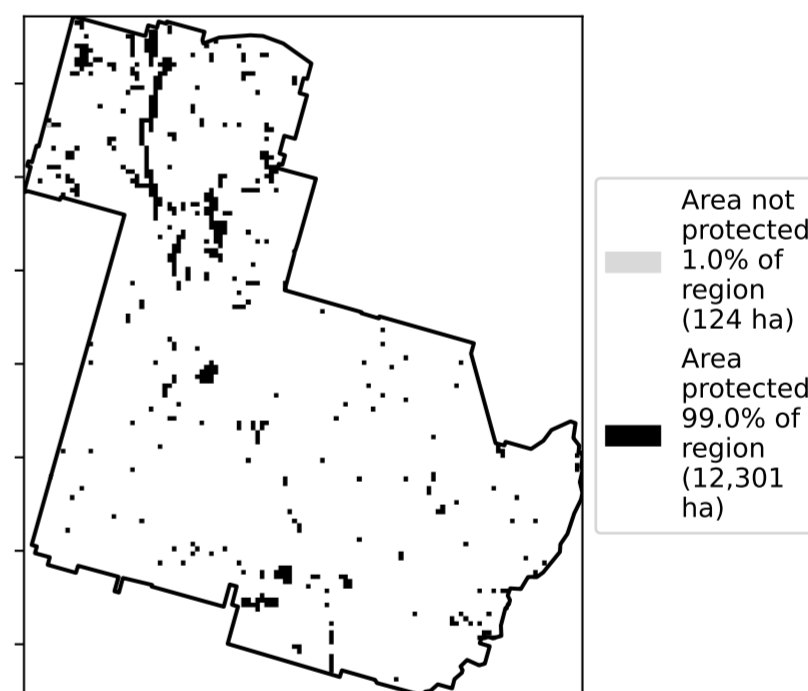 Area not
protected
1.0% of
region
(124 ha)
Area
protected
99.0% of
region
(12,301
ha)